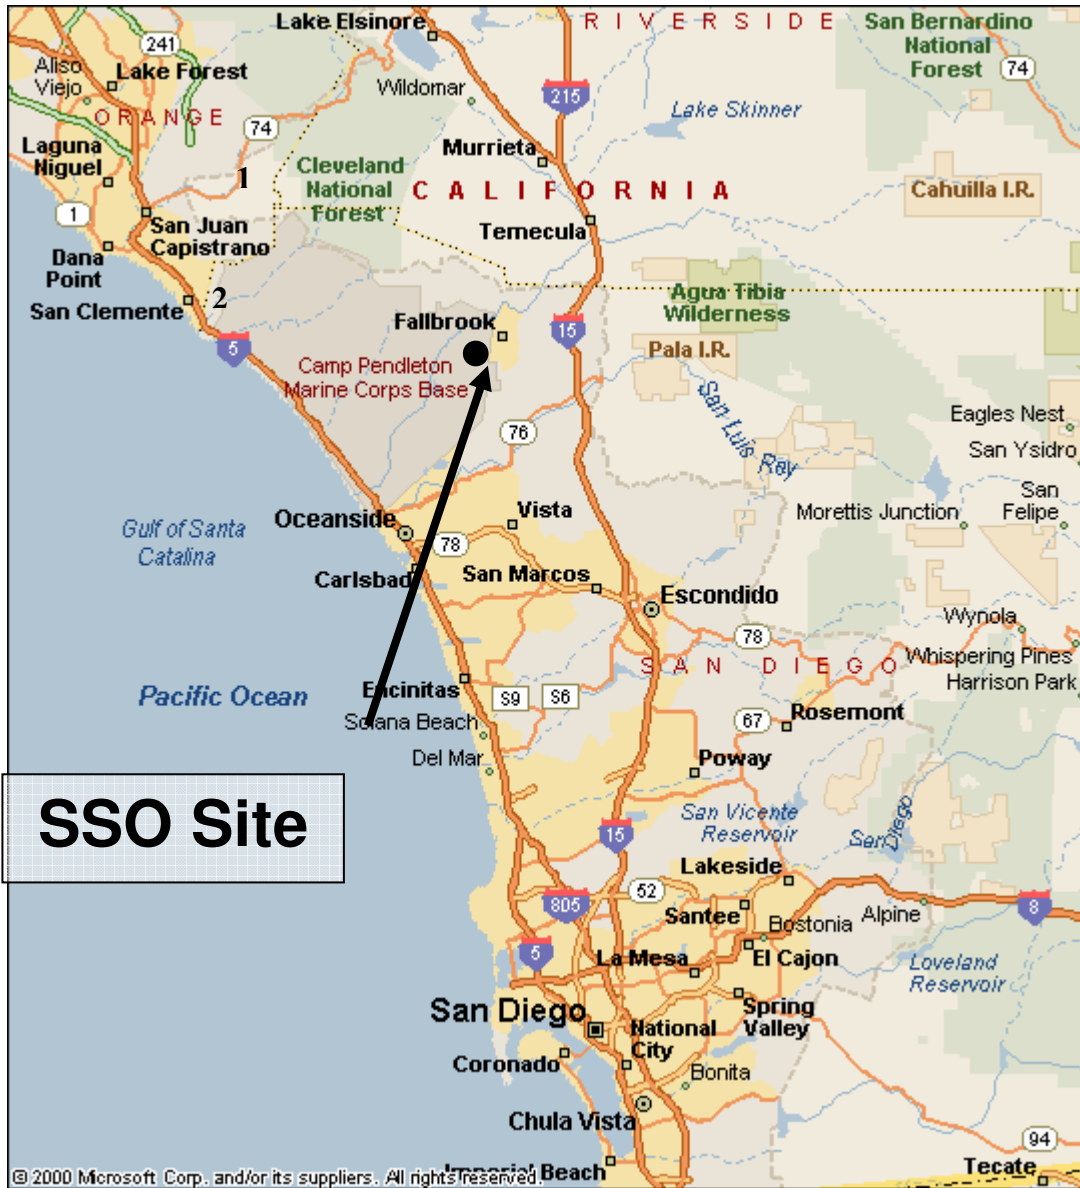 Lake Elsinore
RIVERSIDE
San Bernardino
National
Forest
74
241
Aliso
Viejo
Lake Forest
Wildomar
215
Lake Skinner
ORANGE
74
Laguna
Niguel
1
Murrieta
Cleveland
National
Forest
CALIFORNIA
Cahuilla I.R.
1
San Juan
Capistrano
Temecula
Dana
Point
2
San Clemente
Agua Tibia
Wilderness
Fallbrook
15
5
Pala I.R.
Camp Pendleton
Marine Corps Base
San Luis Rey
Eagles Nest
76
San Ysidro
San
Felipe
Vista
Morettis Junction
Oceanside
Gulf of Santa
Catalina
78
Carlsbad
San Marcos
Escondido
Wynola
78
SAN DIEGO
Whispering Pines
Harrison Park
Encinitas
Pacific Ocean
S9
S6
Rosemont
67
Solana Beach
Del Mar
Poway
SSO Site
San Vicente
Reservoir
San Diego
15
Lakeside
52
805
Santee
Bostonia
Alpine
8
5
La Mesa
El Cajon
Loveland
Reservoir
San Diego
Spring
Valley
National
City
Coronado
Bonita
Chula Vista
94
Imperial Beach
Tecate
© 2000 Microsoft Corp. and/or its suppliers. All rights reserved.